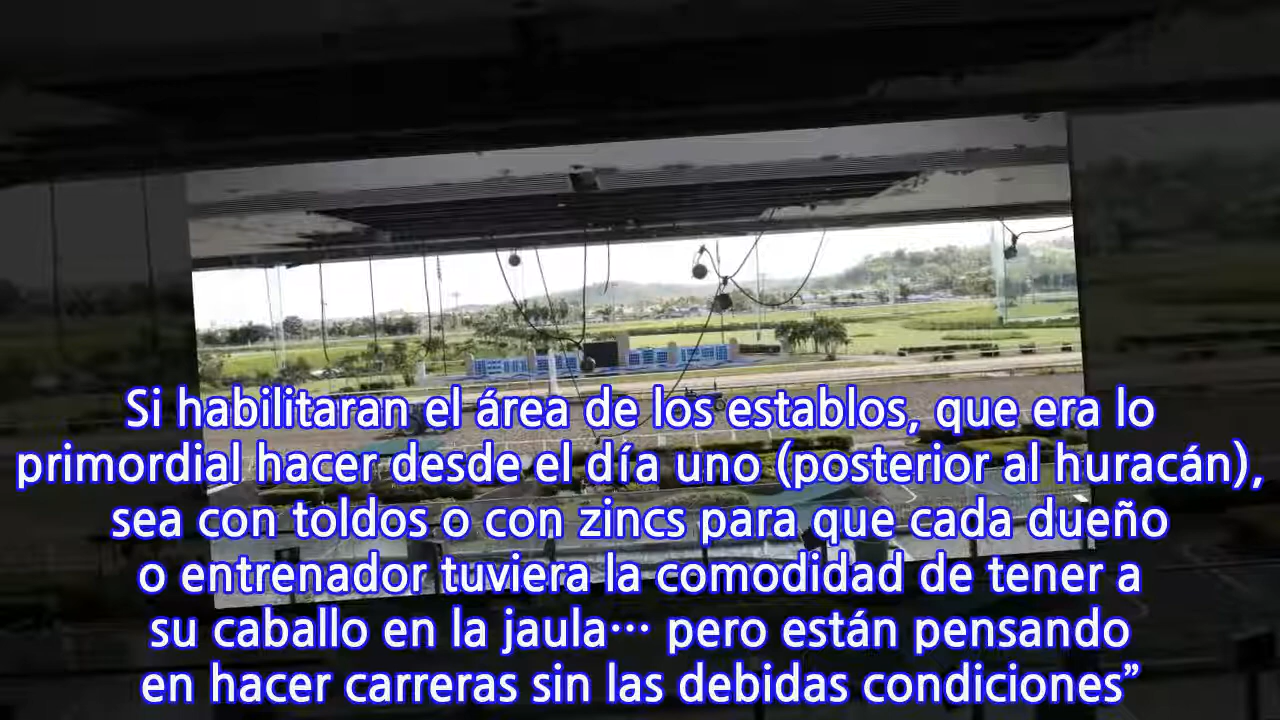 Si habilitaran el área de los establos, que era lo
primordial hacer desde el día uno (posterior al huracán),
sea con toldos o con zincs para que cada dueño
o entrenador tuviera la comodidad de tener a
su caballo en la jaula… pero están pensando
en hacer carreras sin las debidas condiciones”